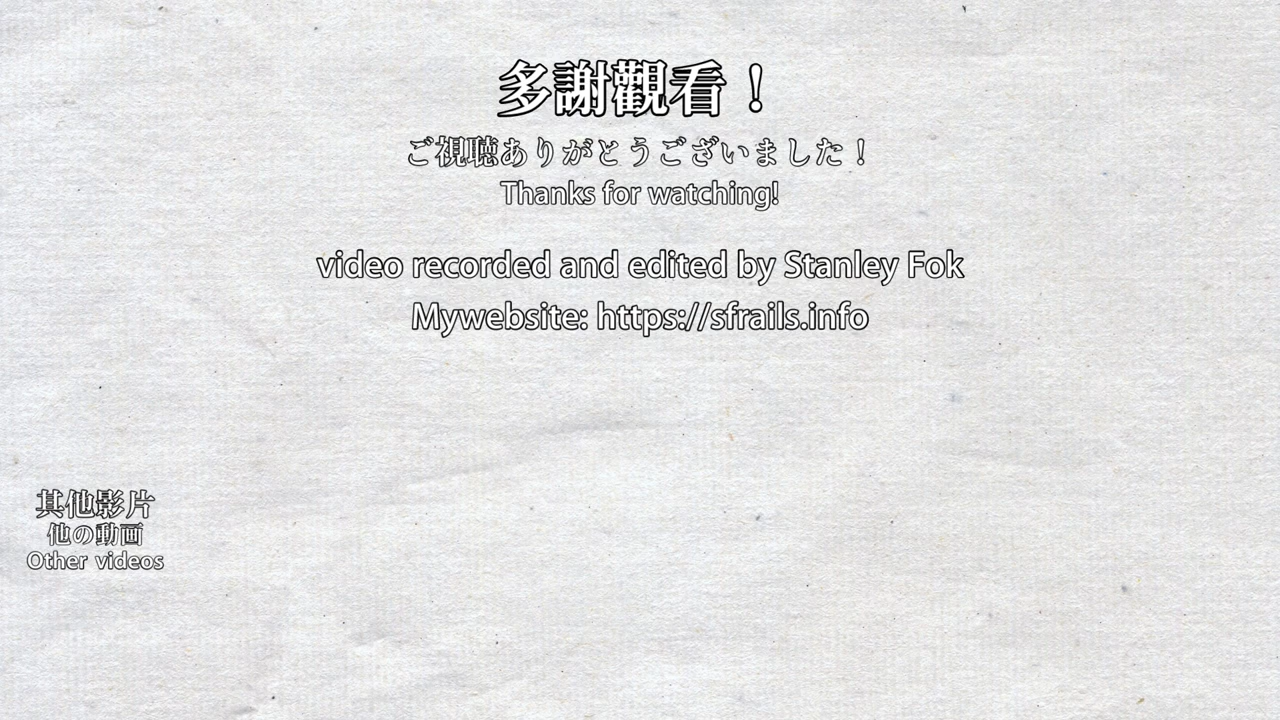 多謝觀看！
ご視聴ありがとうございました！
Thanks for watching!
video recorded and edited by Stanley Fok
Mywebsite: https://sfrails.info
其他影片
他の動画
Other videos